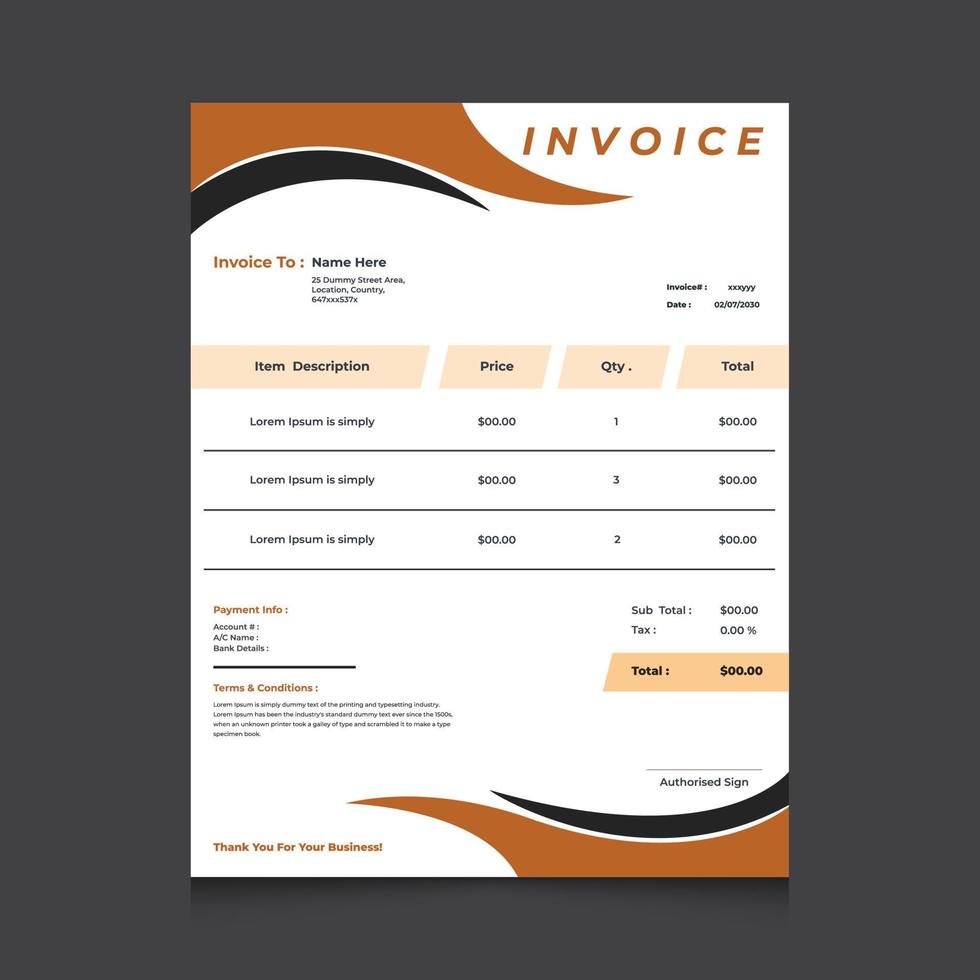 INVOICE
Invoice To : Name Here
25 Dummy Street Area,
Location, Country,
647xxx537x
Invoice# : xxxyyy
Date : 02/07/2030
Item Description Price Qty . Total
Lorem Ipsum is simply $00.00 1 $00.00
Lorem Ipsum is simply $00.00 3 $00.00
Lorem Ipsum is simply $00.00 2 $00.00
Payment Info :
Account # :
A/C Name :
Bank Details :
Sub Total : $00.00
Tax : 0.00 %
Total : $00.00
Terms & Conditions :
Lorem Ipsum is simply dummy text of the printing and typesetting industry.
Lorem Ipsum has been the industry's standard dummy text ever since the 1500s,
when an unknown printer took a galley of type and scrambled it to make a type
specimen book.
Authorised Sign
Thank You For Your Business!